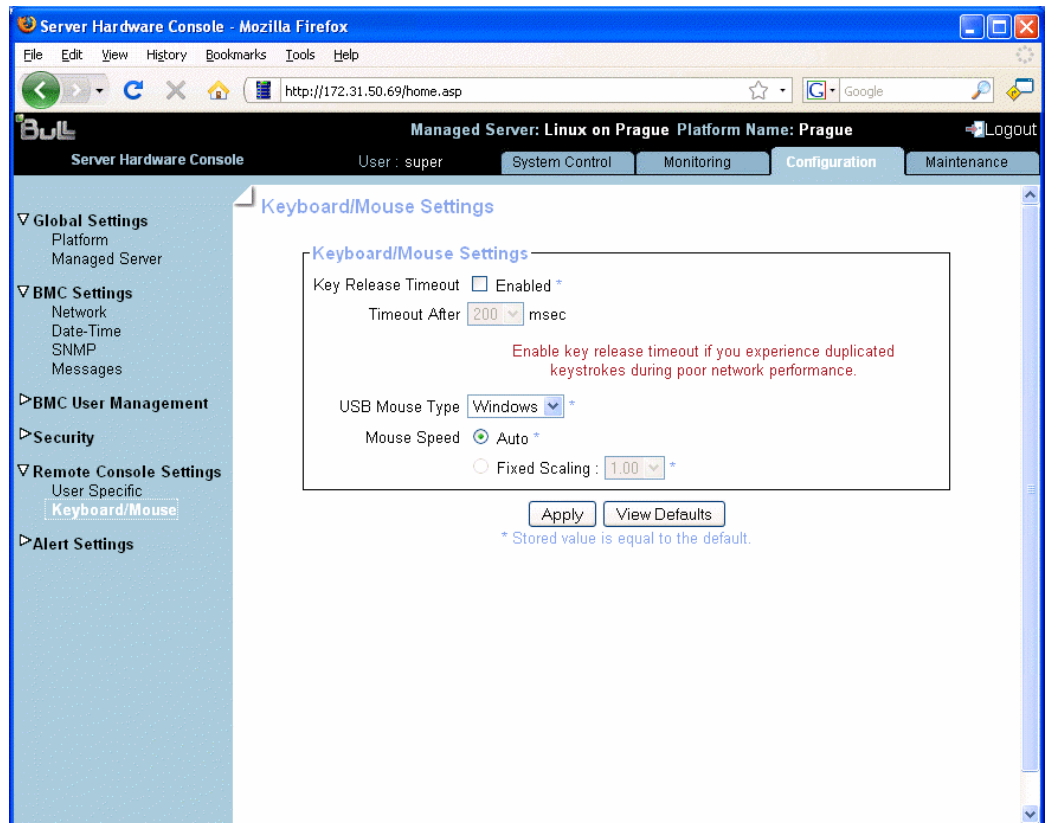 Server Hardware Console - Mozilla Firefox
File Edit View History Bookmarks Tools Help
http://172.31.50.69/home.asp
G Google
Bull
Managed Server: Linux on Prague Platform Name: Prague
Logout
Server Hardware Console
User : super
System Control
Monitoring
Configuration
Maintenance
Global Settings
Platform
Managed Server
BMC Settings
Network
Date-Time
SNMP
Messages
BMC User Management
Security
Remote Console Settings
User Specific
Keyboard/Mouse
Alert Settings
Keyboard/Mouse Settings
Keyboard/Mouse Settings
Key Release Timeout Enabled *
Timeout After 200 msec
Enable key release timeout if you experience duplicated
keystrokes during poor network performance.
USB Mouse Type Windows *
Mouse Speed Auto *
Fixed Scaling : 1.00 *
Apply View Defaults
* Stored value is equal to the default.